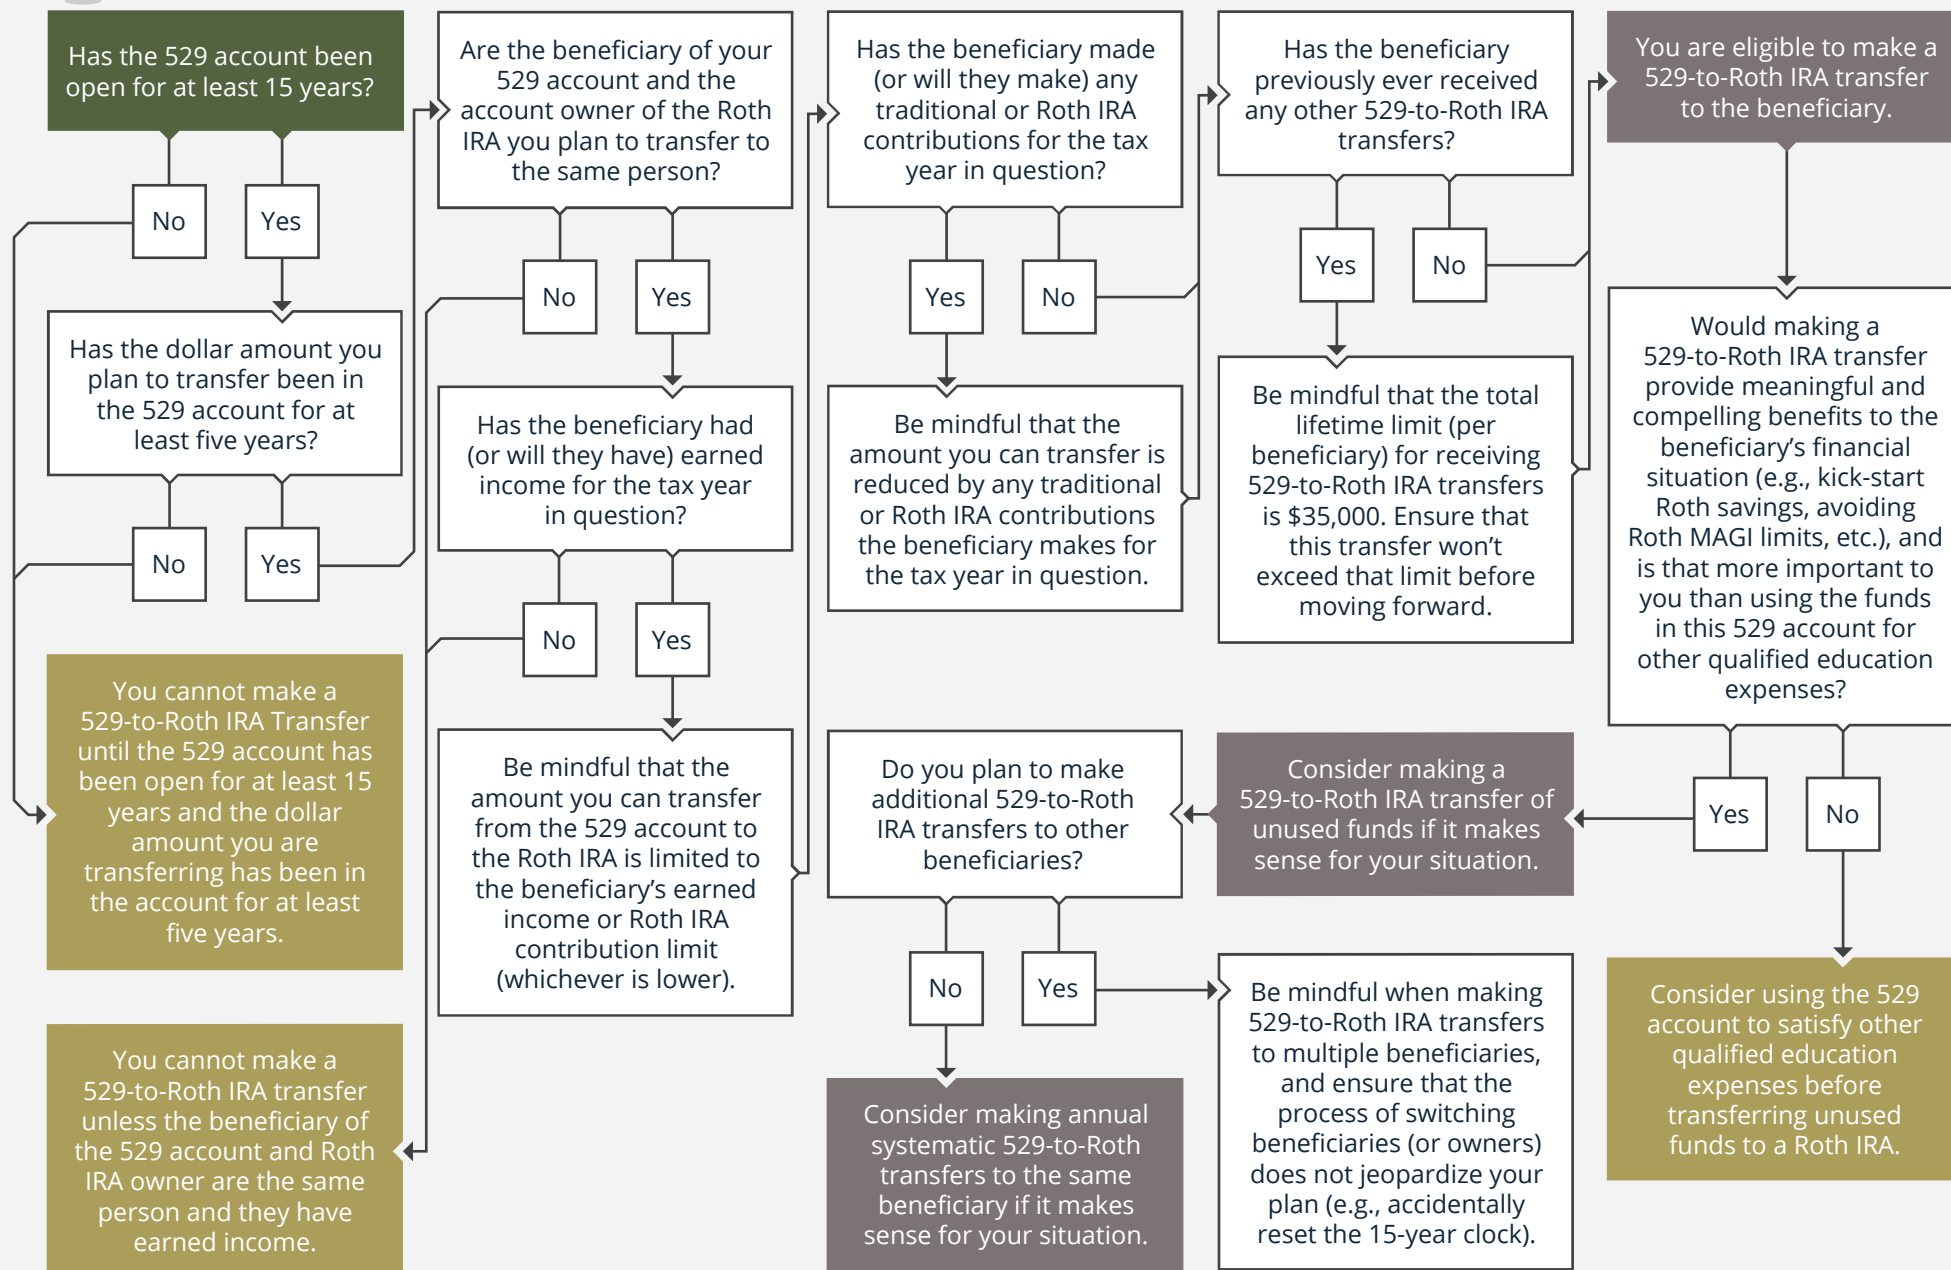 Has the 529 account been
open for at least 15 years?
No
Yes
Has the dollar amount you
plan to transfer been in
the 529 account for at
least five years?
No
Yes
You cannot make a
529-to-Roth IRA Transfer
until the 529 account has
been open for at least 15
years and the dollar
amount you are
transferring has been in
the account for at least
five years.
You cannot make a
529-to-Roth IRA transfer
unless the beneficiary of
the 529 account and Roth
IRA owner are the same
person and they have
earned income.
Are the beneficiary of your
529 account and the
account owner of the Roth
IRA you plan to transfer to
the same person?
No
Yes
Has the beneficiary had
(or will they have) earned
income for the tax year
in question?
No
Yes
Be mindful that the
amount you can transfer
from the 529 account to
the Roth IRA is limited to
the beneficiary’s earned
income or Roth IRA
contribution limit
(whichever is lower).
Has the beneficiary made
(or will they make) any
traditional or Roth IRA
contributions for the tax
year in question?
Yes
No
Be mindful that the
amount you can transfer is
reduced by any traditional
or Roth IRA contributions
the beneficiary makes for
the tax year in question.
Has the beneficiary
previously ever received
any other 529-to-Roth IRA
transfers?
Yes
No
Be mindful that the total
lifetime limit (per
beneficiary) for receiving
529-to-Roth IRA transfers
is $35,000. Ensure that
this transfer won’t
exceed that limit before
moving forward.
You are eligible to make a
529-to-Roth IRA transfer
to the beneficiary.
Would making a
529-to-Roth IRA transfer
provide meaningful and
compelling benefits to the
beneficiary’s financial
situation (e.g., kick-start
Roth savings, avoiding
Roth MAGI limits, etc.), and
is that more important to
you than using the funds
in this 529 account for
other qualified education
expenses?
Yes
No
Consider making a
529-to-Roth IRA transfer of
unused funds if it makes
sense for your situation.
Consider using the 529
account to satisfy other
qualified education
expenses before
transferring unused
funds to a Roth IRA.
Do you plan to make
additional 529-to-Roth
IRA transfers to other
beneficiaries?
No
Yes
Consider making annual
systematic 529-to-Roth
transfers to the same
beneficiary if it makes
sense for your situation.
Be mindful when making
529-to-Roth IRA transfers
to multiple beneficiaries,
and ensure that the
process of switching
beneficiaries (or owners)
does not jeopardize your
plan (e.g., accidentally
reset the 15-year clock).